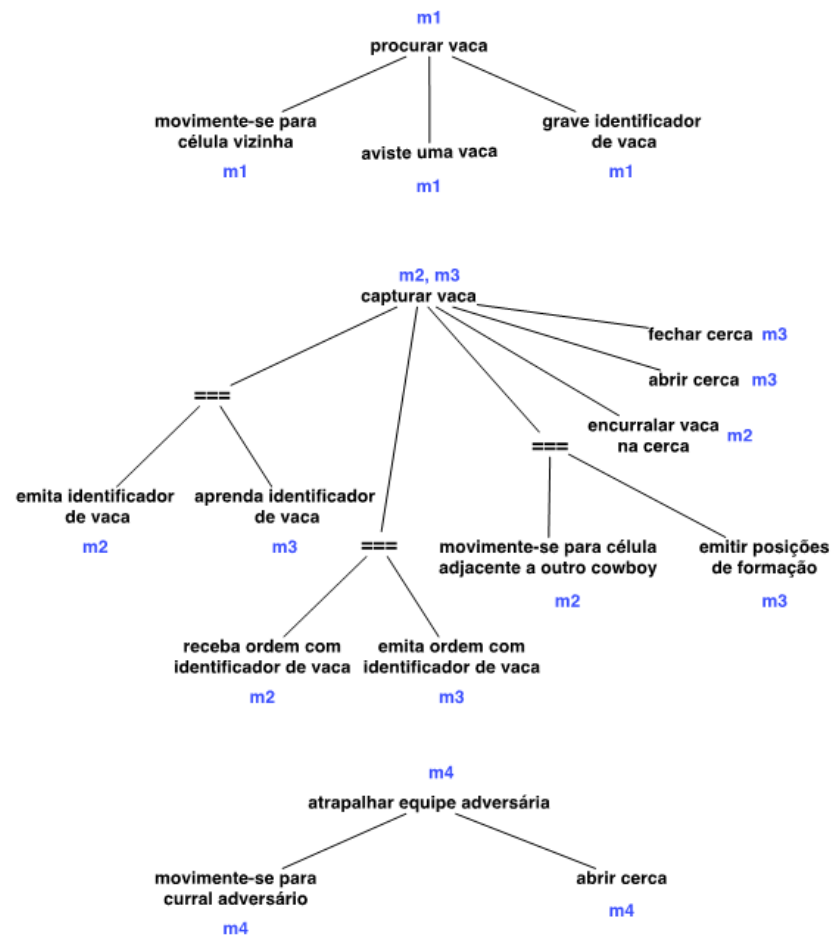 m1
procurar vaca
movimente-se para
célula vizinha
m1
aviste uma vaca
m1
grave identificador
de vaca
m1
m2, m3
capturar vaca
fechar cerca m3
abrir cerca m3
encurralar vaca
na cerca
m2
===
===
emita identificador
de vaca
m2
aprenda identificador
de vaca
m3
===
movimente-se para célula
adjacente a outro cowboy
m2
emitir posições
de formação
m3
receba ordem com
identificador de vaca
m2
emita ordem com
identificador de vaca
m3
m4
atrapalhar equipe adversária
movimente-se para
curral adversário
m4
abrir cerca
m4